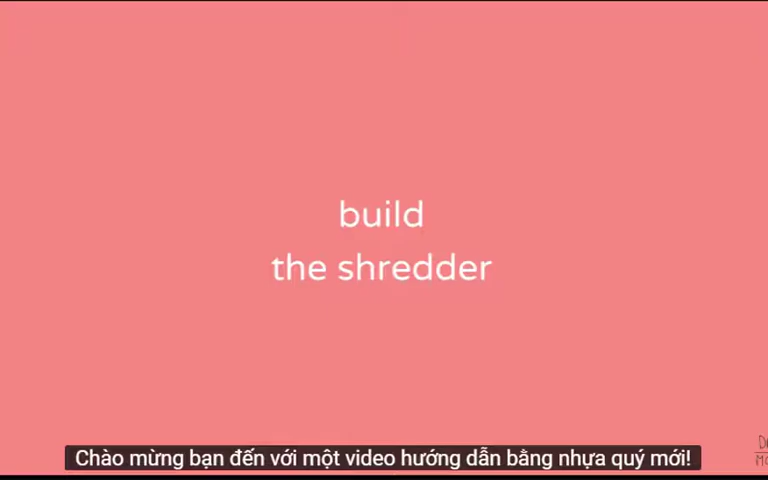 build
the shredder
Chào mừng bạn đến với một video hướng dẫn bằng nhựa quý mới!